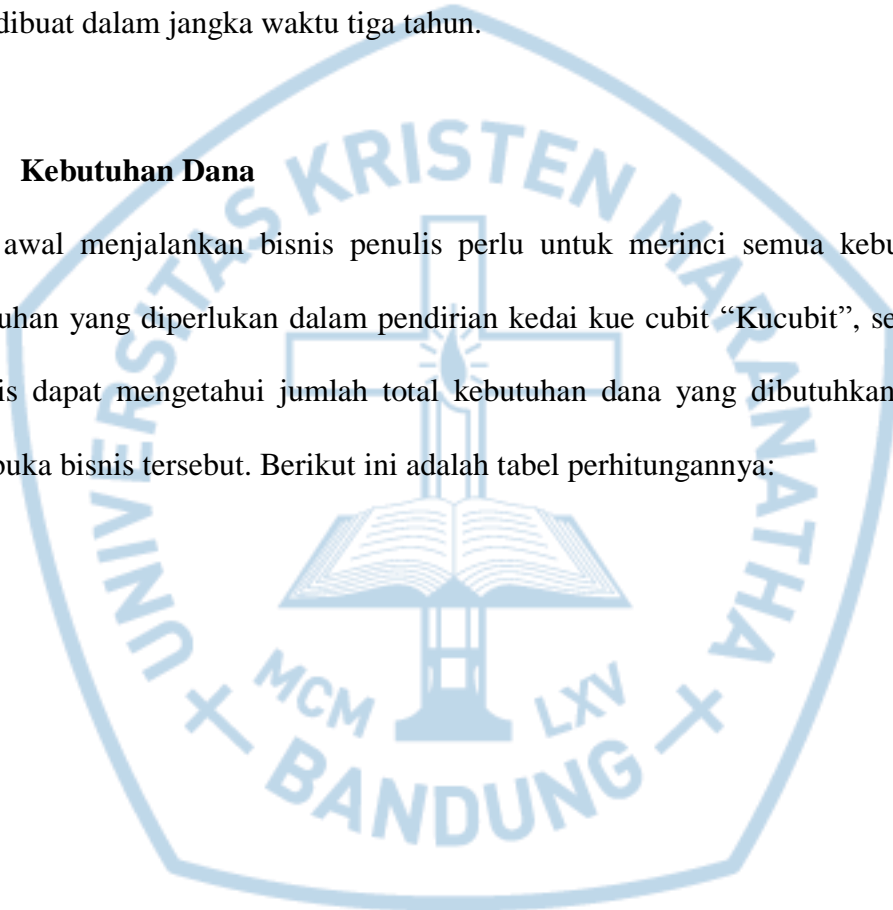 dibuat dalam jangka waktu tiga tahun.
Kebutuhan Dana
awal menjalankan bisnis penulis perlu untuk merinci semua kebu
uhan yang diperlukan dalam pendirian kedai kue cubit “Kucubit”, se
is dapat mengetahui jumlah total kebutuhan dana yang dibutuhkan
buka bisnis tersebut. Berikut ini adalah tabel perhitungannya:
UNIVERSITAS KRISTEN MARANATHA
MCM LXV
BANDUNG